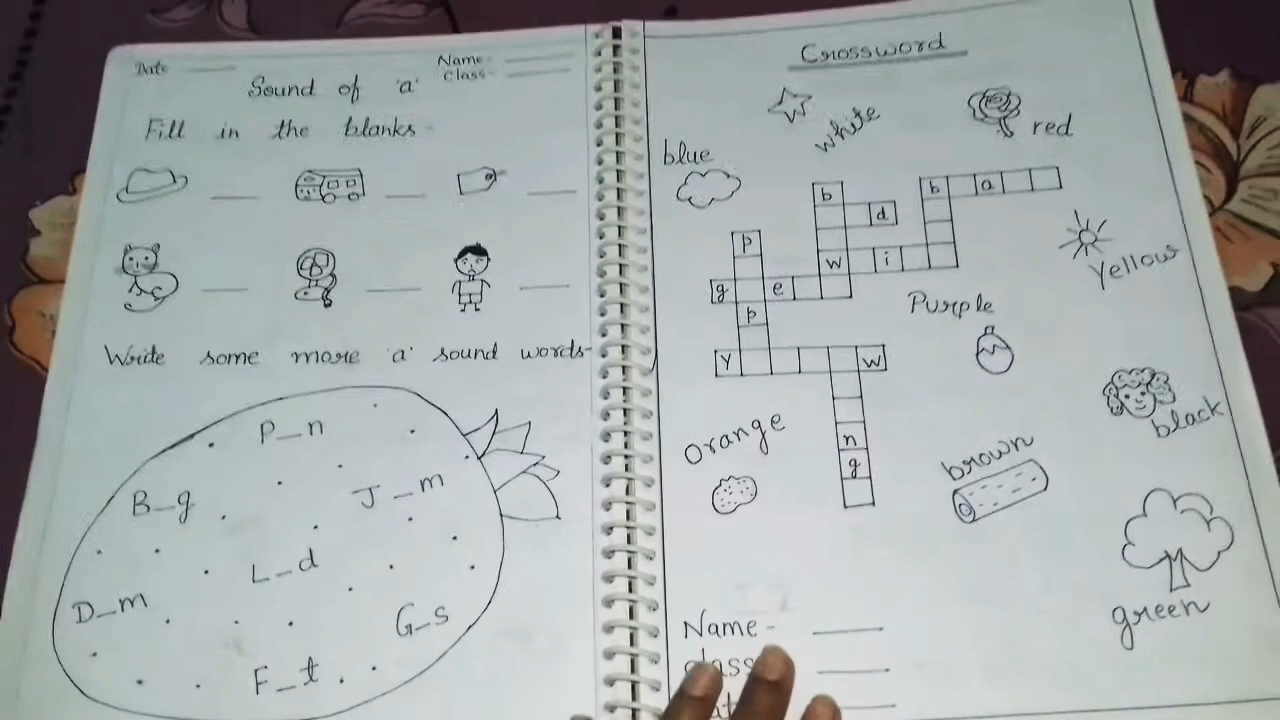 Date
Name-
Class-
Sound of 'a'
Fill in the blanks-
Write some more 'a' sound words-
P_n
B_g
J_m
L_d
D_m
G_s
F_t
Crossword
white
red
blue
b
b a
d
p
w i
g e
Yellow
Purple
p
Y w
black
orange
n
brown
g
green
Name-
class